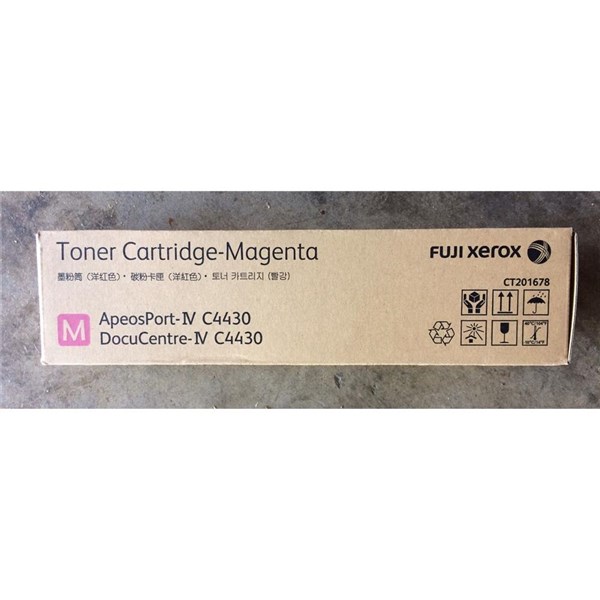 Toner Cartridge-Magenta
墨粉筒（洋紅色）· 碳粉卡匣（洋紅色）· 토너 카트리지 (빨강)
M
ApeosPort-Ⅳ C4430
DocuCentre-Ⅳ C4430
FUJI xerox
CT201678